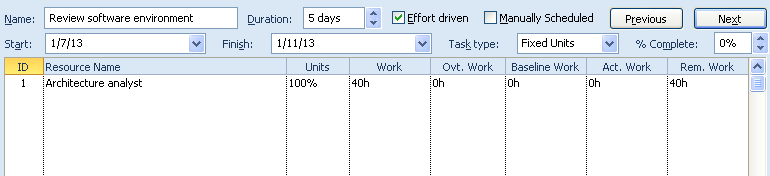 Name: Review software environment Duration: 5 days Effort driven Manually Scheduled Previous Next
Start: 1/7/13 Finish: 1/11/13 Task type: Fixed Units % Complete: 0%
ID Resource Name Units Work Ovt. Work Baseline Work Act. Work Rem. Work
1 Architecture analyst 100% 40h 0h 0h 0h 40h